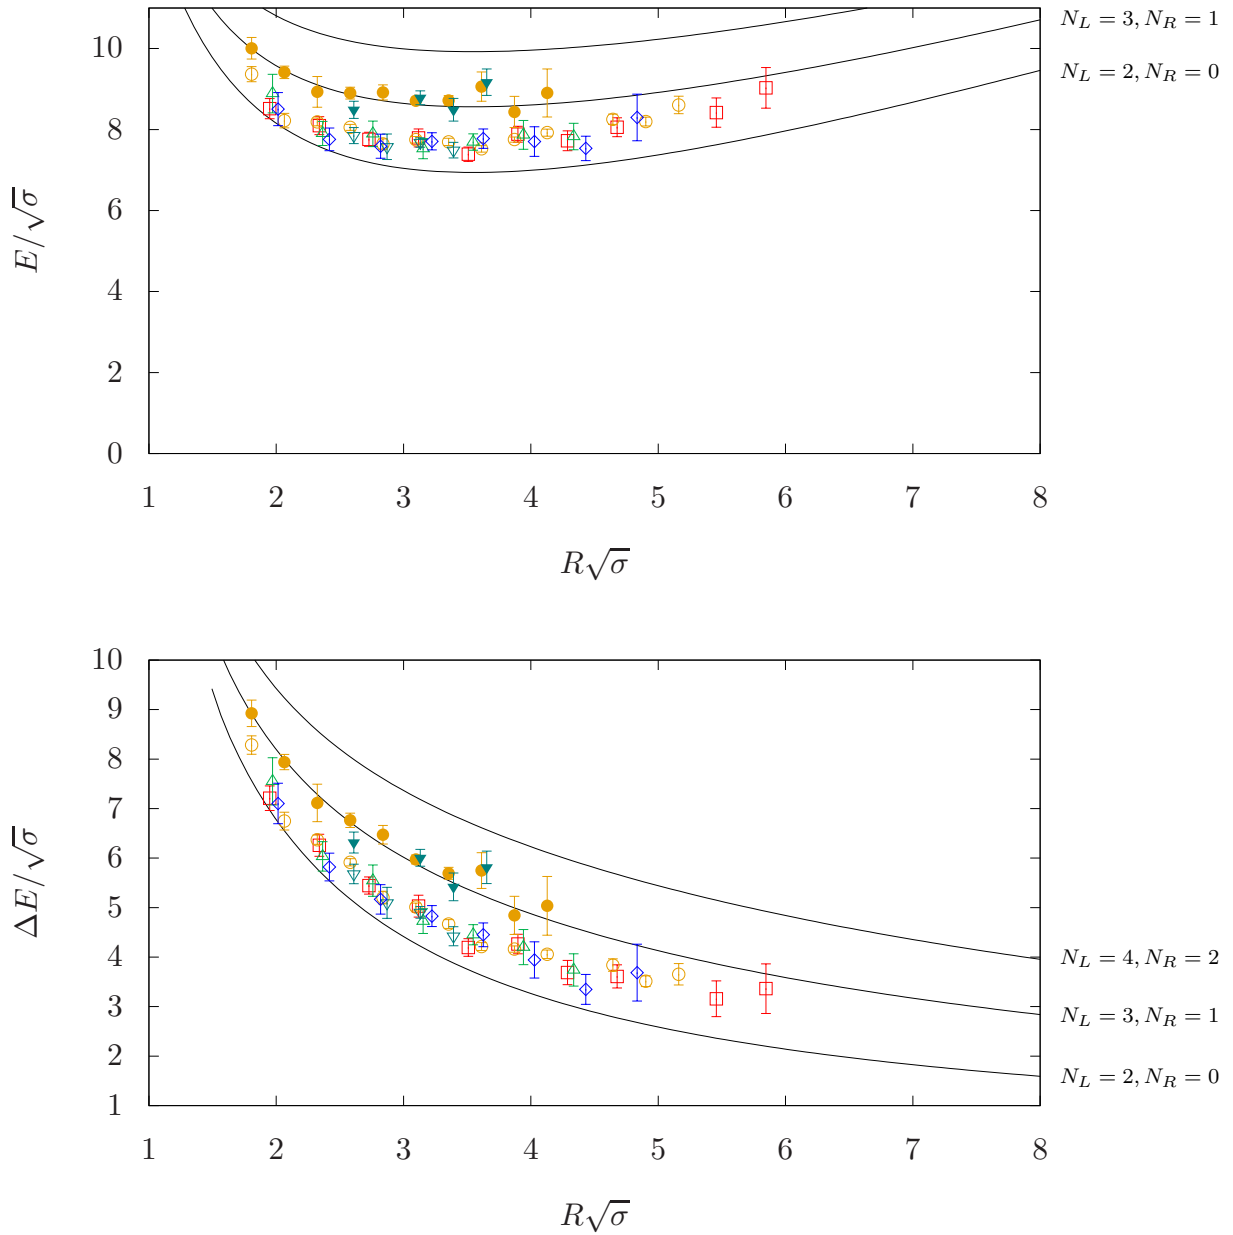 N_L = 3, N_R = 1
10
N_L = 2, N_R = 0
8
6
E/√σ
4
2
0
1 2 3 4 5 6 7 8
R√σ
10
9
8
7
6
ΔE/√σ
5
4
N_L = 4, N_R = 2
3
N_L = 3, N_R = 1
2
N_L = 2, N_R = 0
1
1 2 3 4 5 6 7 8
R√σ